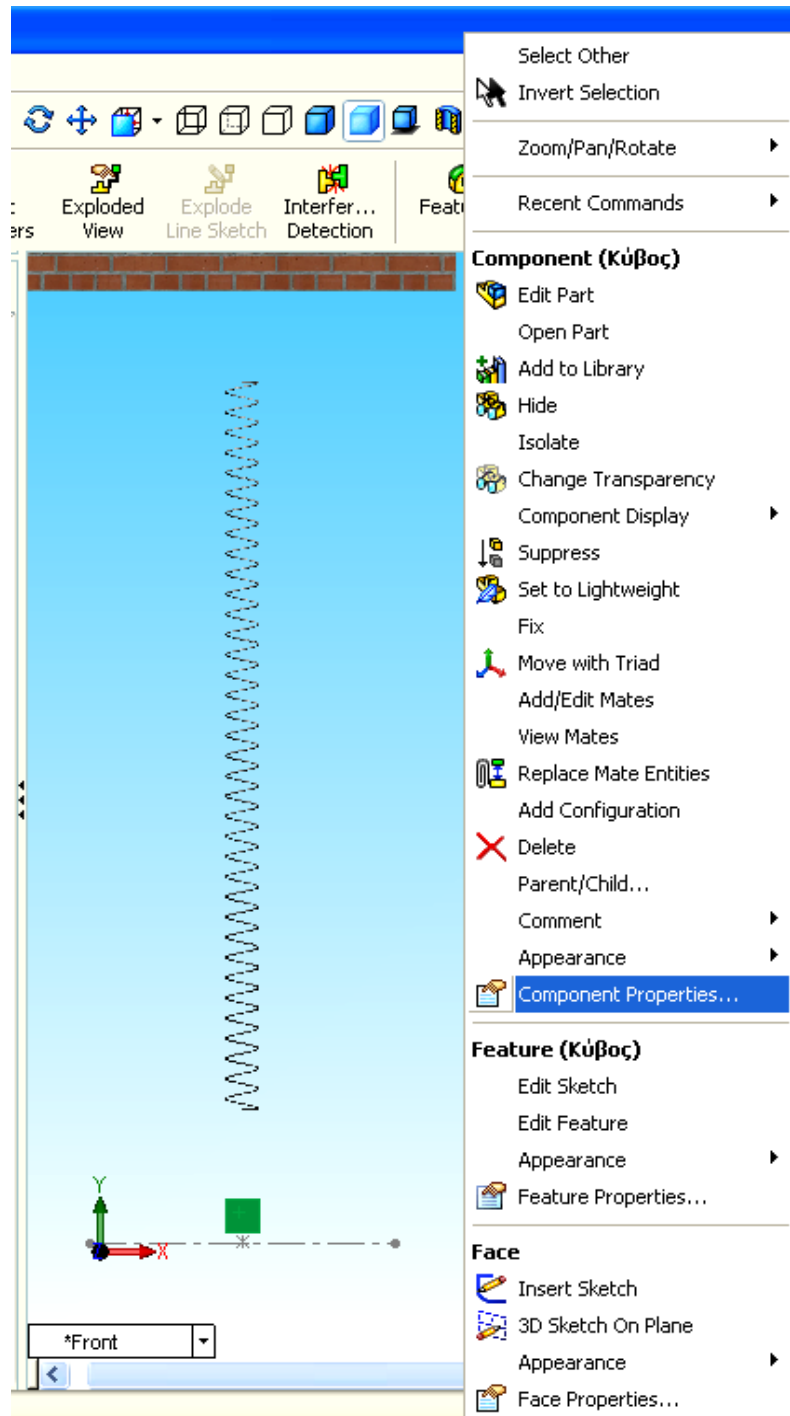 Exploded View
Explode Line Sketch
Interfer... Detection
ers
Y
X
*Front
Select Other
Invert Selection
Zoom/Pan/Rotate
Recent Commands
Component (Κύβος)
Edit Part
Open Part
Add to Library
Hide
Isolate
Change Transparency
Component Display
Suppress
Set to Lightweight
Fix
Move with Triad
Add/Edit Mates
View Mates
Replace Mate Entities
Add Configuration
Delete
Parent/Child...
Comment
Appearance
Component Properties...
Feature (Κύβος)
Edit Sketch
Edit Feature
Appearance
Feature Properties...
Face
Insert Sketch
3D Sketch On Plane
Appearance
Face Properties...